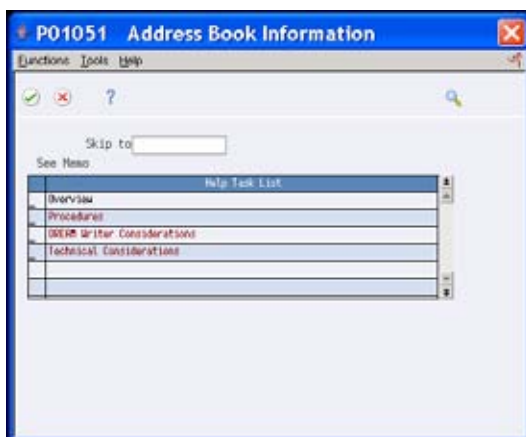 P01051 Address Book Information
Functions Tools Help
?
Skip to
See Memo
Help Task List
Overview
Procedures
DREAM Writer Considerations
Technical Considerations